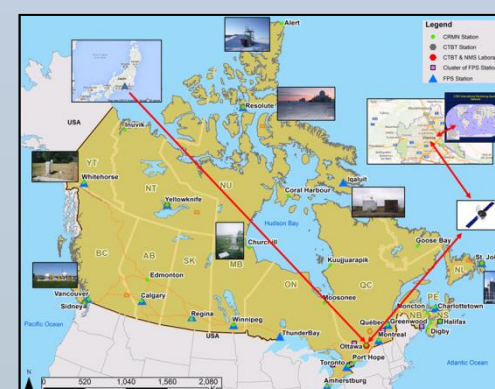 Legend
CRMN Station
CTBT Station
CTBT & NMS Labora
Cluster of FPS Statio
FPS Station
Alert
USA
Resolute
Inuvik
YT
Whitehorse
NT
NU
Iqaluit
Yellowknife
Coral Harbour
Hudson Bay
Churchill
Kuujjuarapik
Goose Bay
BC
AB
SK
MB
ON
QC
NL
St. Jo
Edmonton
Moosonee
Vancouver
Sidney
Calgary
Regina
Winnipeg
ThunderBay
USA
Québec
Montreal
Moncton
PE
Charlottetown
NB
NS
Greenwood
Halifax
Digby
Ottawa
Port Hope
Toronto
Amhersburg
Pacific Ocean
Atlantic Ocean
N
0 520 1,040 1,560 2,080